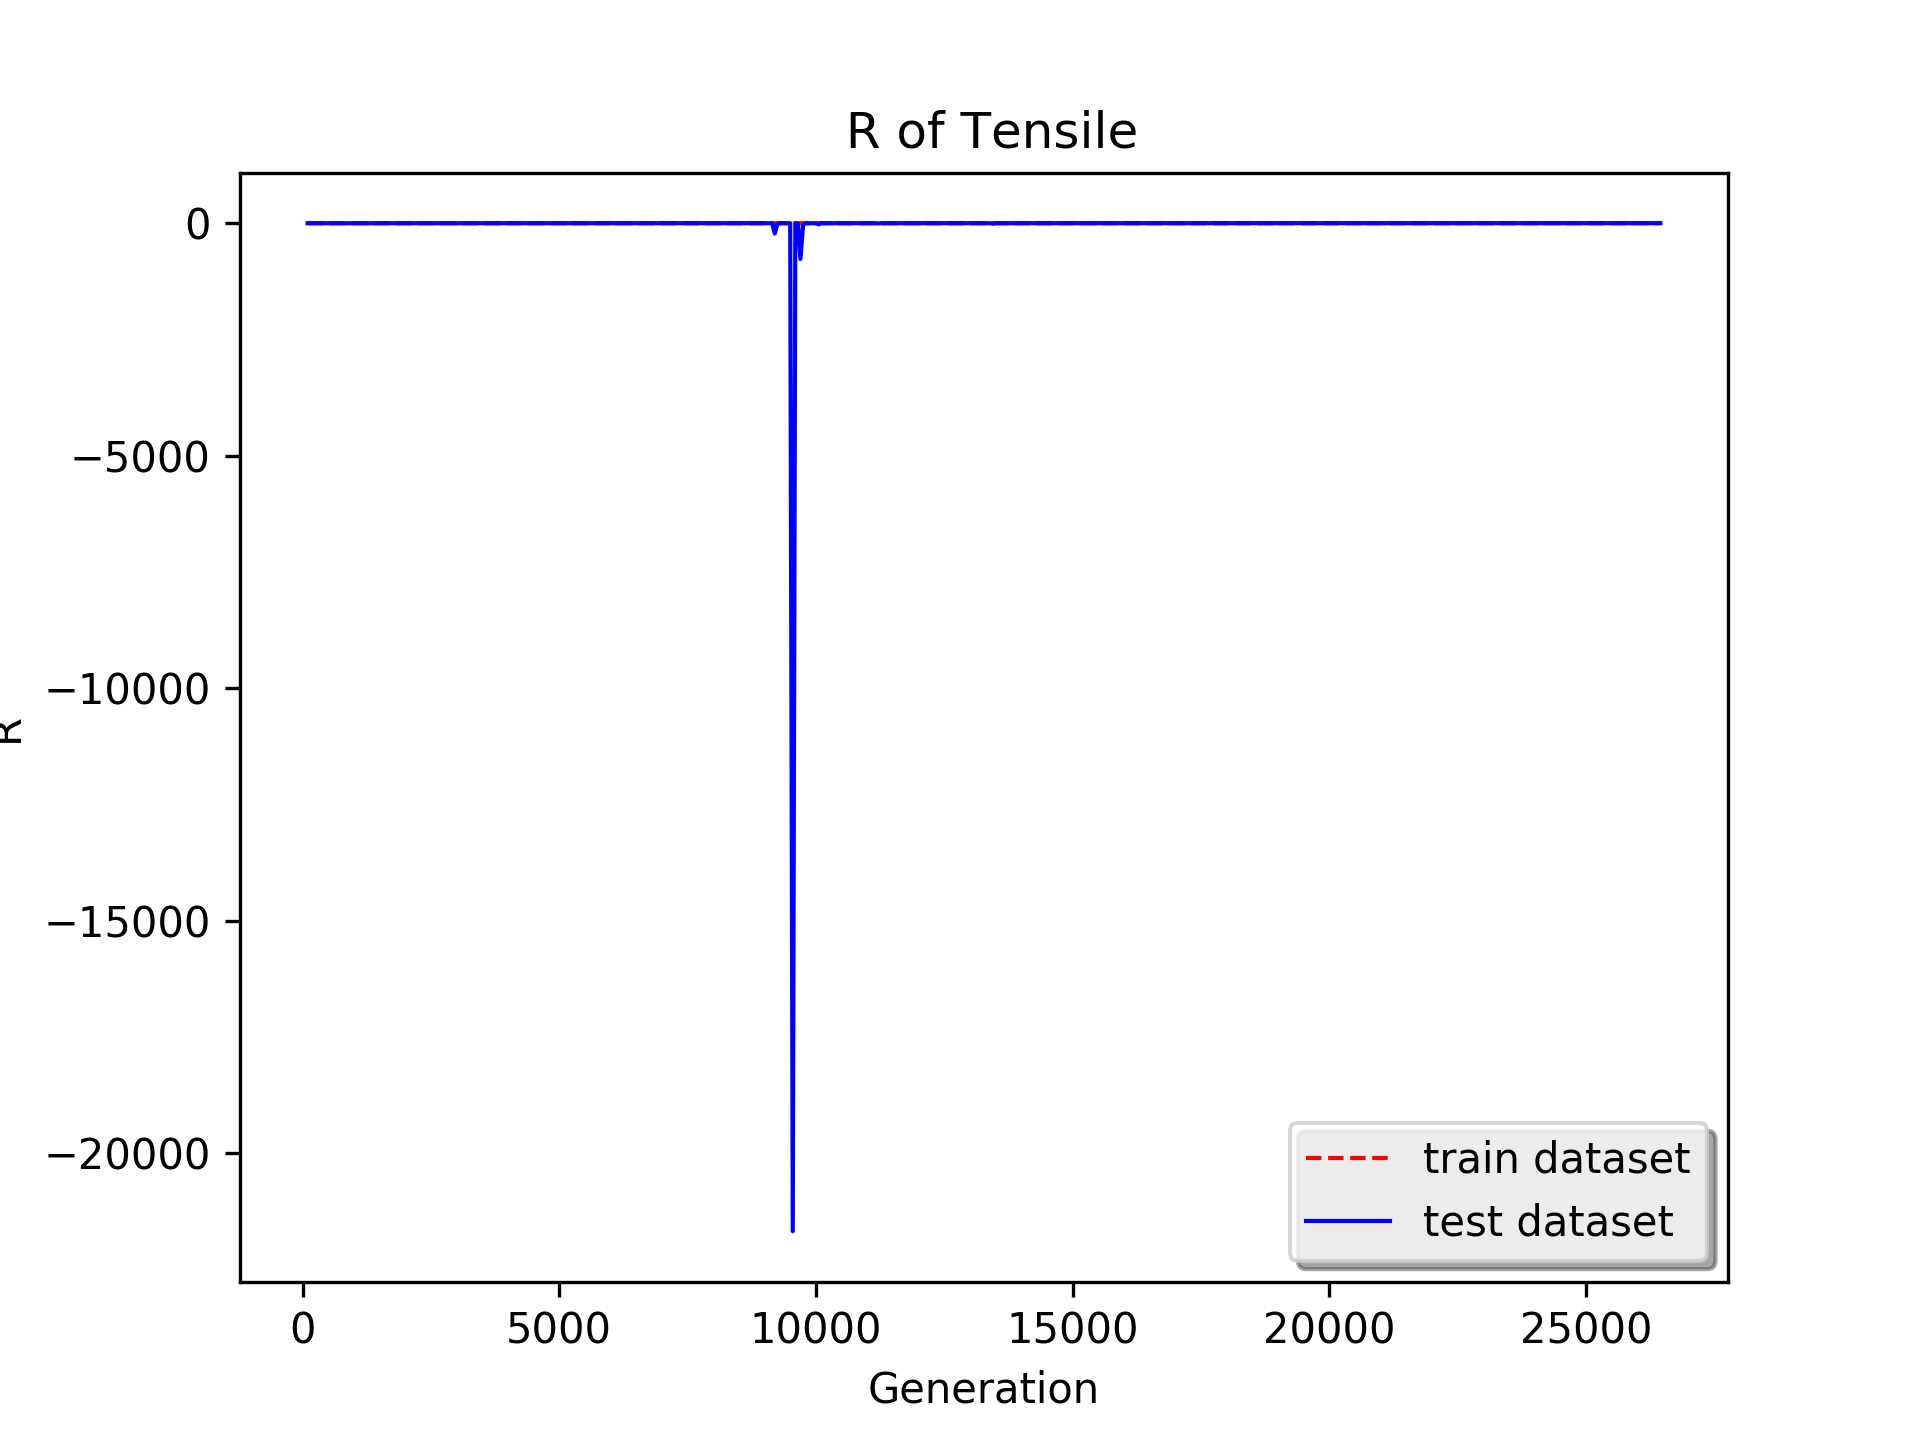 R of Tensile
0
−5000
−10000
−15000
−20000
R
0 5000 10000 15000 20000 25000
Generation
train dataset
test dataset